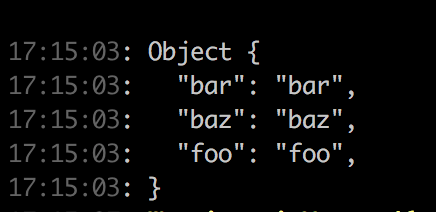 17:15:03: Object {
17:15:03:   "bar": "bar",
17:15:03:   "baz": "baz",
17:15:03:   "foo": "foo",
17:15:03: }